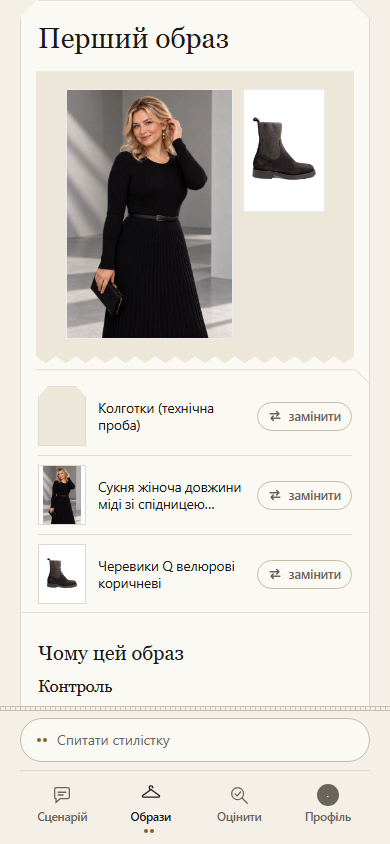 Перший образ
Колготки (технічна
проба)
замінити
Сукня жіноча довжини
міді зі спідницею...
замінити
Черевики Q велюрові
коричневі
замінити
Чому цей образ
Контроль
Спитати стилістку
Сценарій
Образи
Оцінити
Профіль